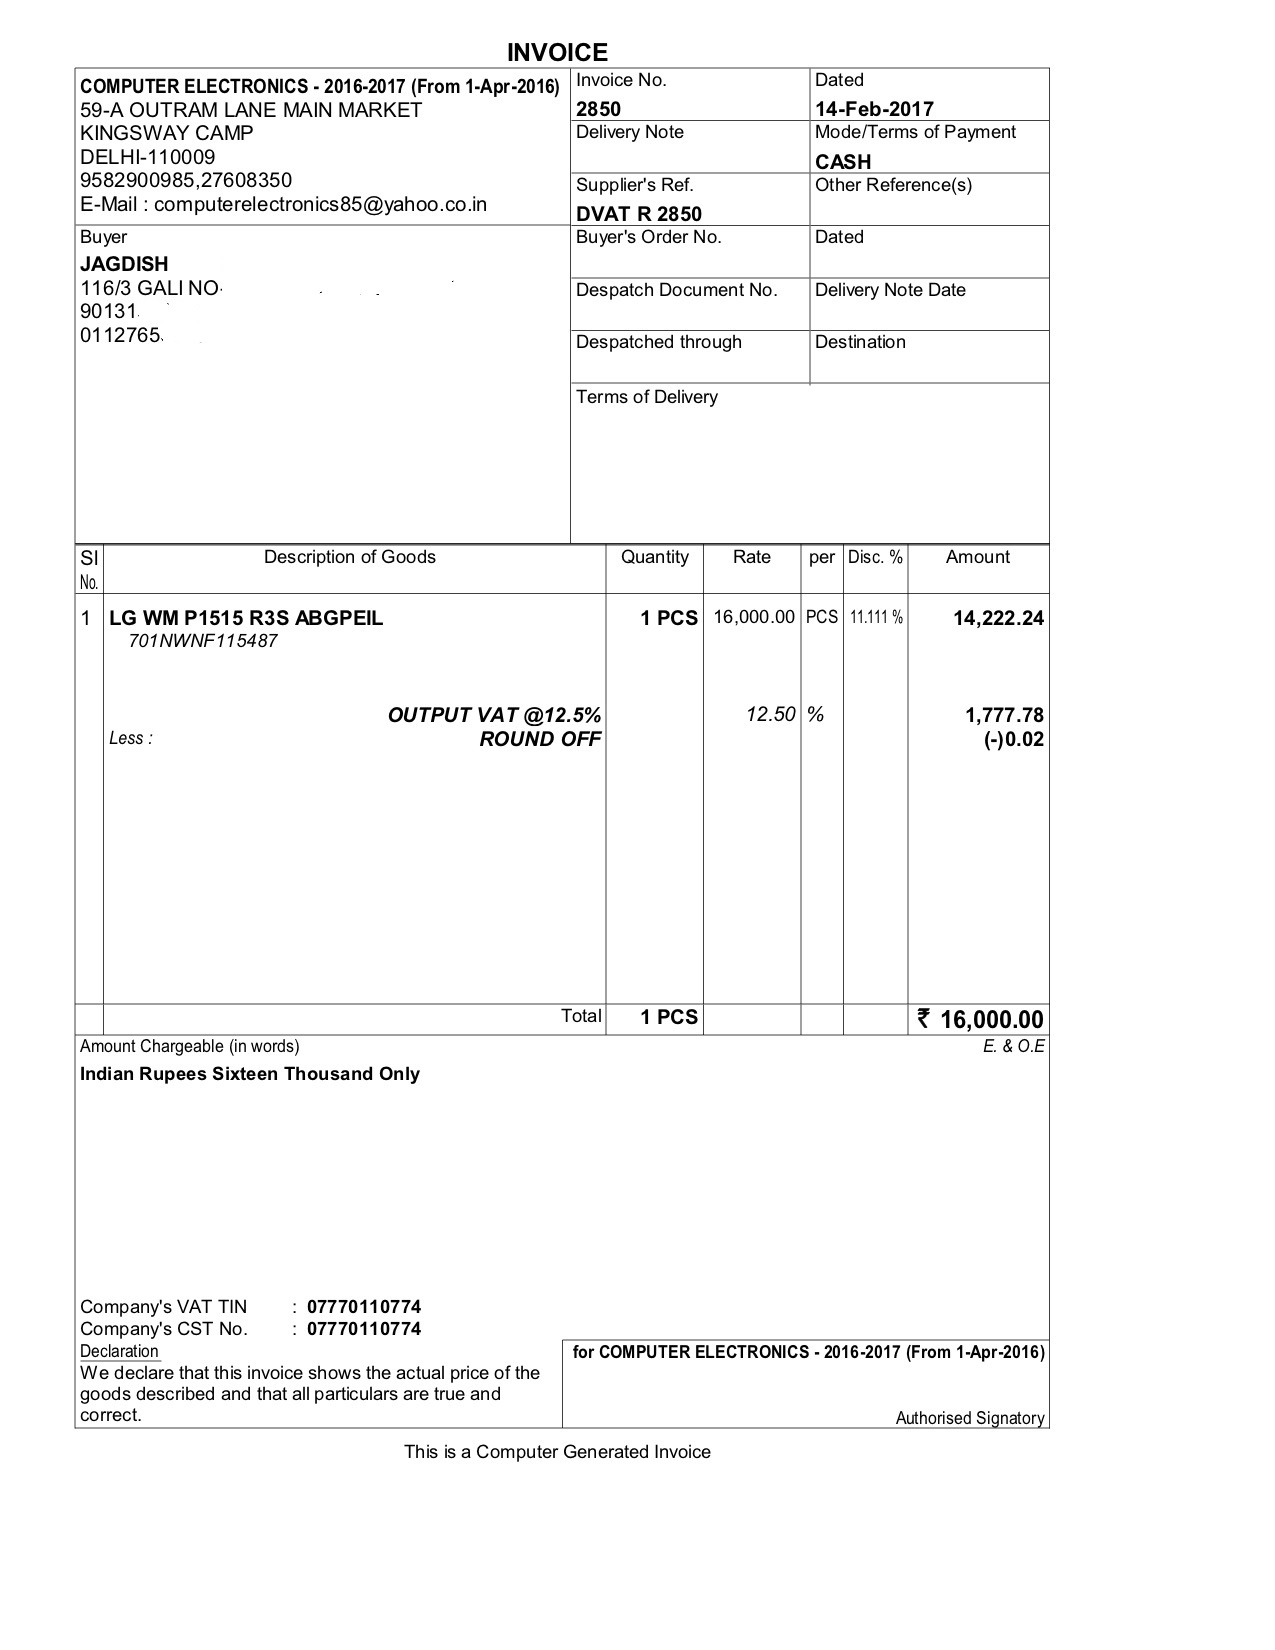 INVOICE
COMPUTER ELECTRONICS - 2016-2017 (From 1-Apr-2016)
59-A OUTRAM LANE MAIN MARKET
KINGSWAY CAMP
DELHI-110009
9582900985,27608350
E-Mail : computerelectronics85@yahoo.co.in
Invoice No.
2850
Dated
14-Feb-2017
Delivery Note
Mode/Terms of Payment
CASH
Supplier's Ref.
DVAT R 2850
Other Reference(s)
Buyer
JAGDISH
116/3 GALI NO
90131
0112765
Buyer's Order No.
Dated
Despatch Document No.
Delivery Note Date
Despatched through
Destination
Terms of Delivery
Sl No. Description of Goods Quantity Rate per Disc. % Amount
1 LG WM P1515 R3S ABGPEIL 1 PCS 16,000.00 PCS 11.111 % 14,222.24
701NWNF115487
OUTPUT VAT @12.5% 12.50 % 1,777.78
Less : ROUND OFF (-)0.02
Total 1 PCS ₹ 16,000.00
Amount Chargeable (in words) E. & O.E
Indian Rupees Sixteen Thousand Only
Company's VAT TIN : 07770110774
Company's CST No. : 07770110774
Declaration
We declare that this invoice shows the actual price of the
goods described and that all particulars are true and
correct.
for COMPUTER ELECTRONICS - 2016-2017 (From 1-Apr-2016)
Authorised Signatory
This is a Computer Generated Invoice